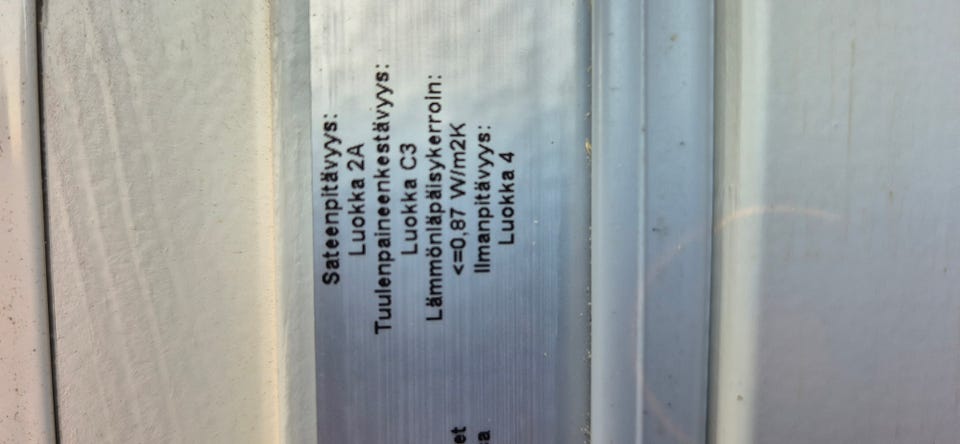 Sateenpitävyys:
Luokka 2A
Tuulenpaineenkestävyys:
Luokka C3
Lämmönläpäisykerroin:
<=0,87 W/m2K
Ilmanpitävyys:
Luokka 4